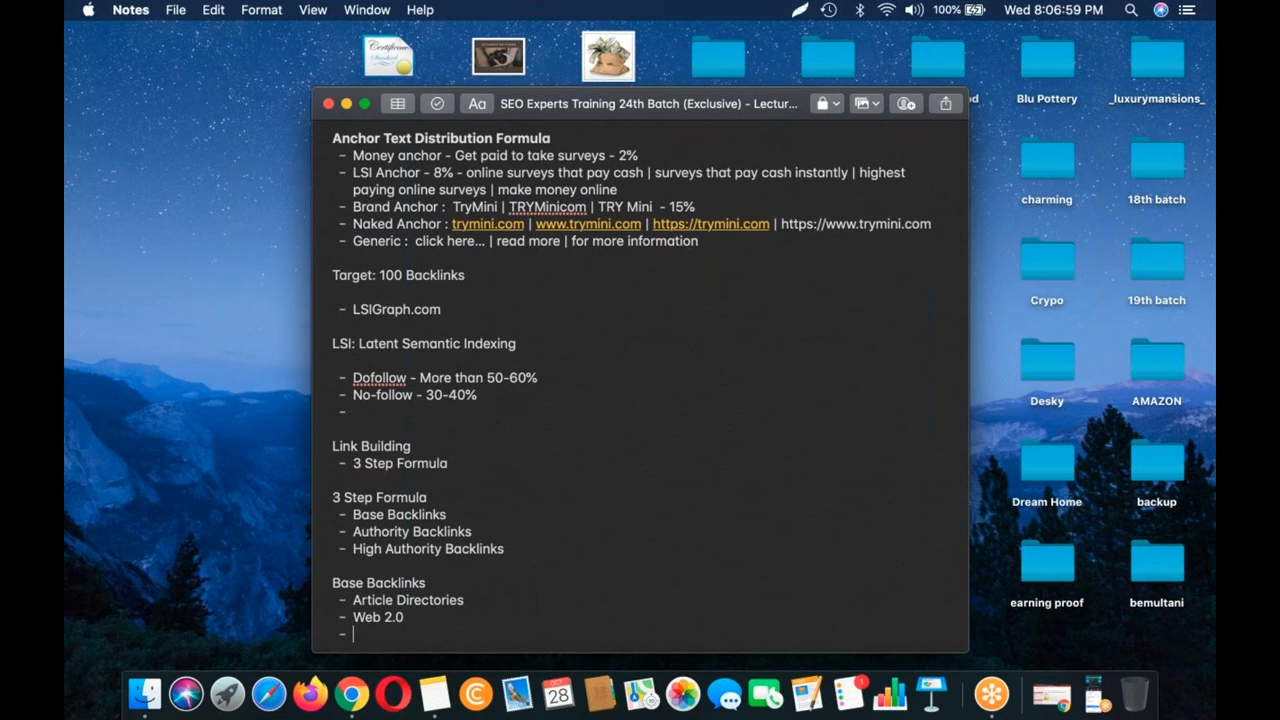 Notes File Edit Format View Window Help 100% Wed 8:06:59 PM
Blu Pottery
_luxurymansions_
charming
18th batch
Crypo
19th batch
Desky
AMAZON
Dream Home
backup
earning proof
bemultani
Aa SEO Experts Training 24th Batch (Exclusive) - Lectur...
Anchor Text Distribution Formula
- Money anchor - Get paid to take surveys - 2%
- LSI Anchor - 8% - online surveys that pay cash | surveys that pay cash instantly | highest
paying online surveys | make money online
- Brand Anchor : TryMini | TRYMinicom | TRY Mini - 15%
- Naked Anchor : trymini.com | www.trymini.com | https://trymini.com | https://www.trymini.com
- Generic : click here... | read more | for more information
Target: 100 Backlinks
- LSIGraph.com
LSI: Latent Semantic Indexing
- Dofollow - More than 50-60%
- No-follow - 30-40%
-
Link Building
- 3 Step Formula
3 Step Formula
- Base Backlinks
- Authority Backlinks
- High Authority Backlinks
Base Backlinks
- Article Directories
- Web 2.0
-
OCT
28
1